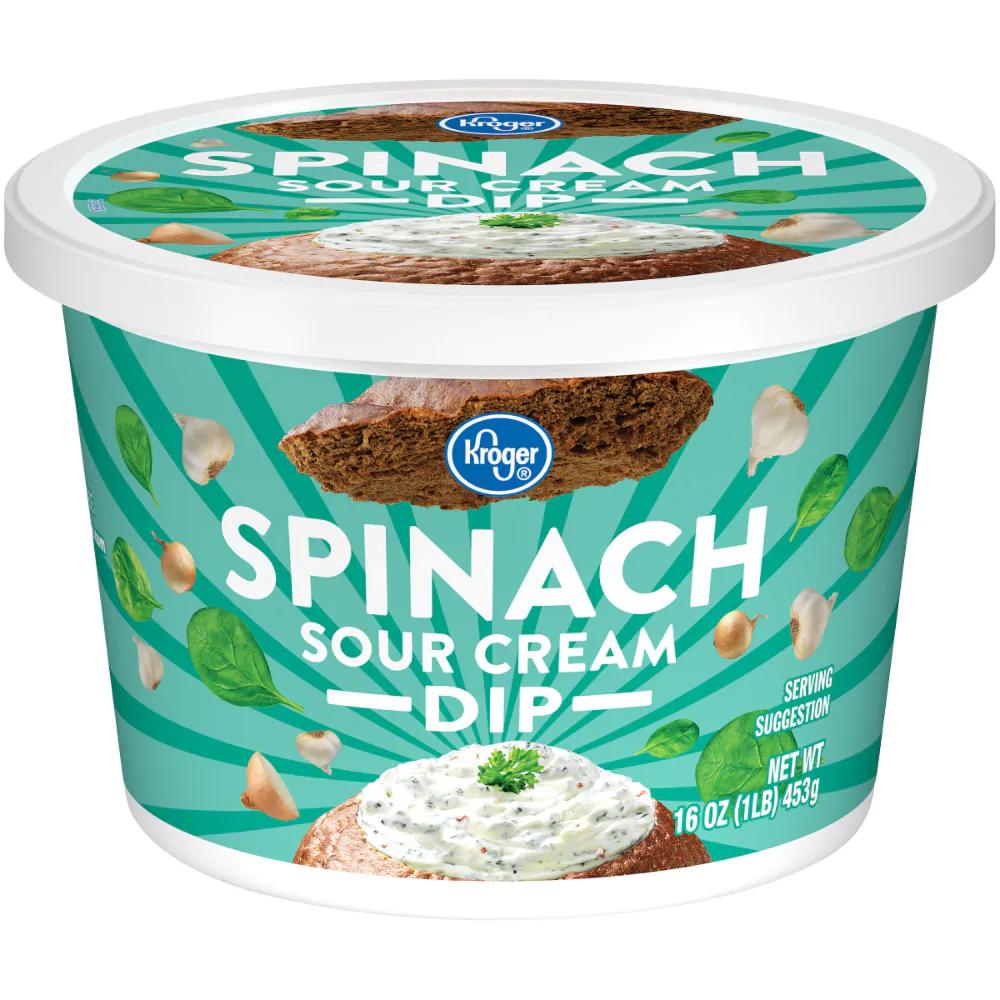 Kroger®
SPINACH
SOUR CREAM
DIP
Kroger®
SPINACH
SOUR CREAM
DIP
SERVING
SUGGESTION
NET WT
16 OZ (1LB) 453g